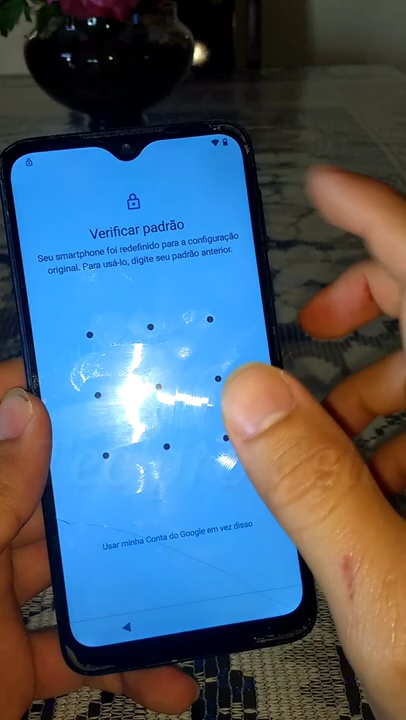 Verificar padrão
Seu smartphone foi redefinido para a configuração
original. Para usá-lo, digite seu padrão anterior.
Usar minha Conta do Google em vez disso